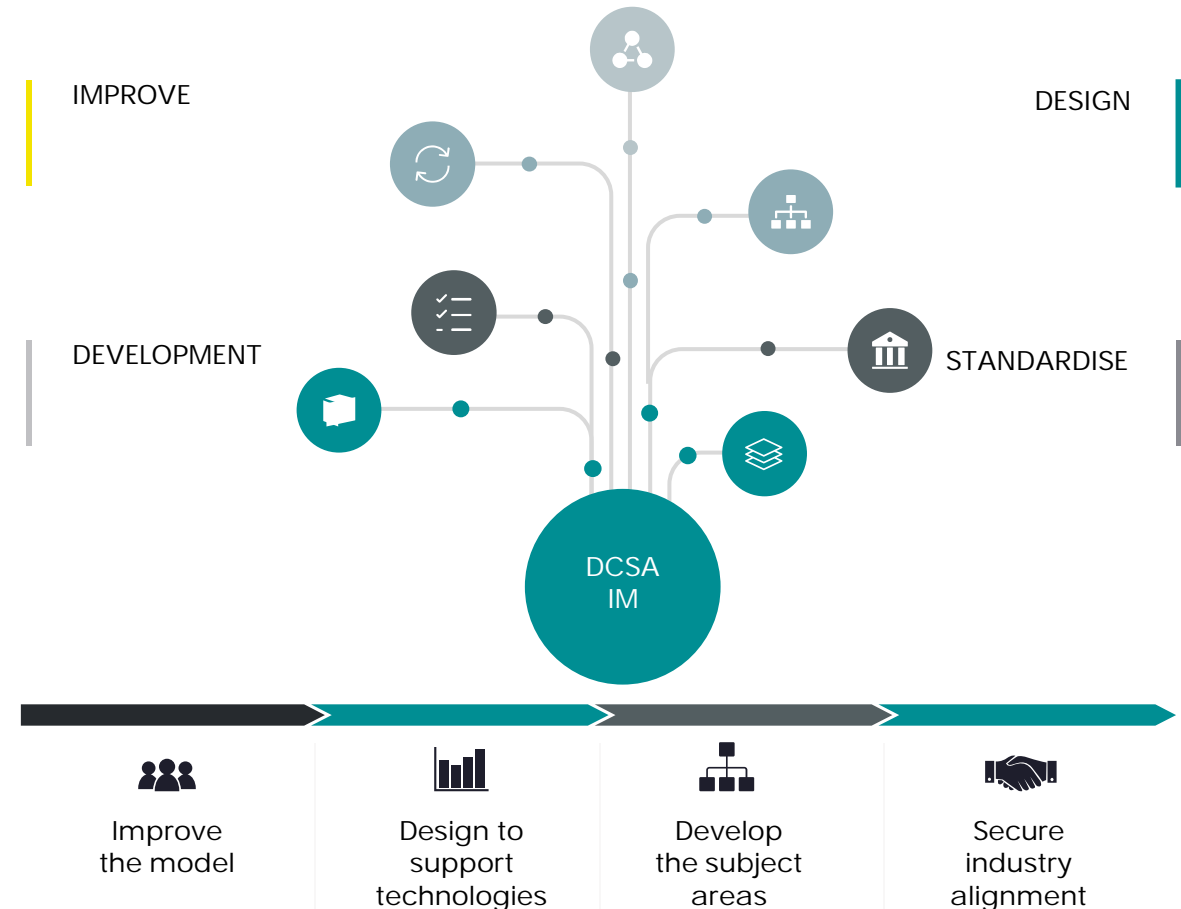 IMPROVE
DESIGN
DEVELOPMENT
STANDARDISE
DCSA
IM
Improve
the model
Design to
support
technologies
Develop
the subject
areas
Secure
industry
alignment